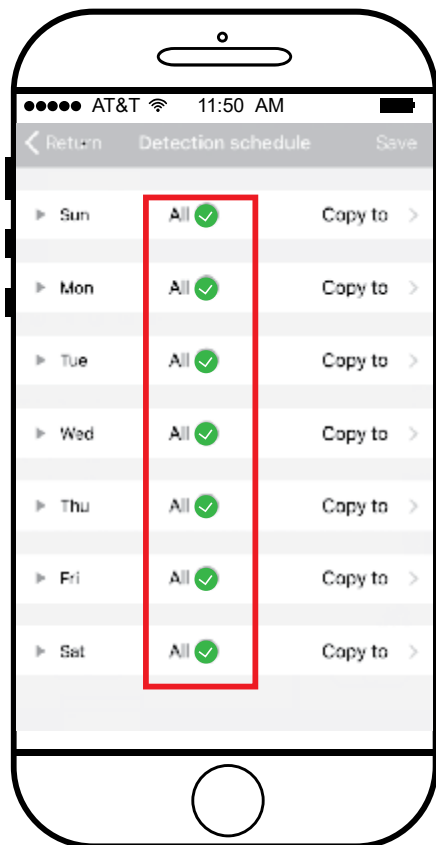 AT&T 11:50 AM
Return Detection schedule Save
Sun All Copy to
Mon All Copy to
Tue All Copy to
Wed All Copy to
Thu All Copy to
Fri All Copy to
Sat All Copy to